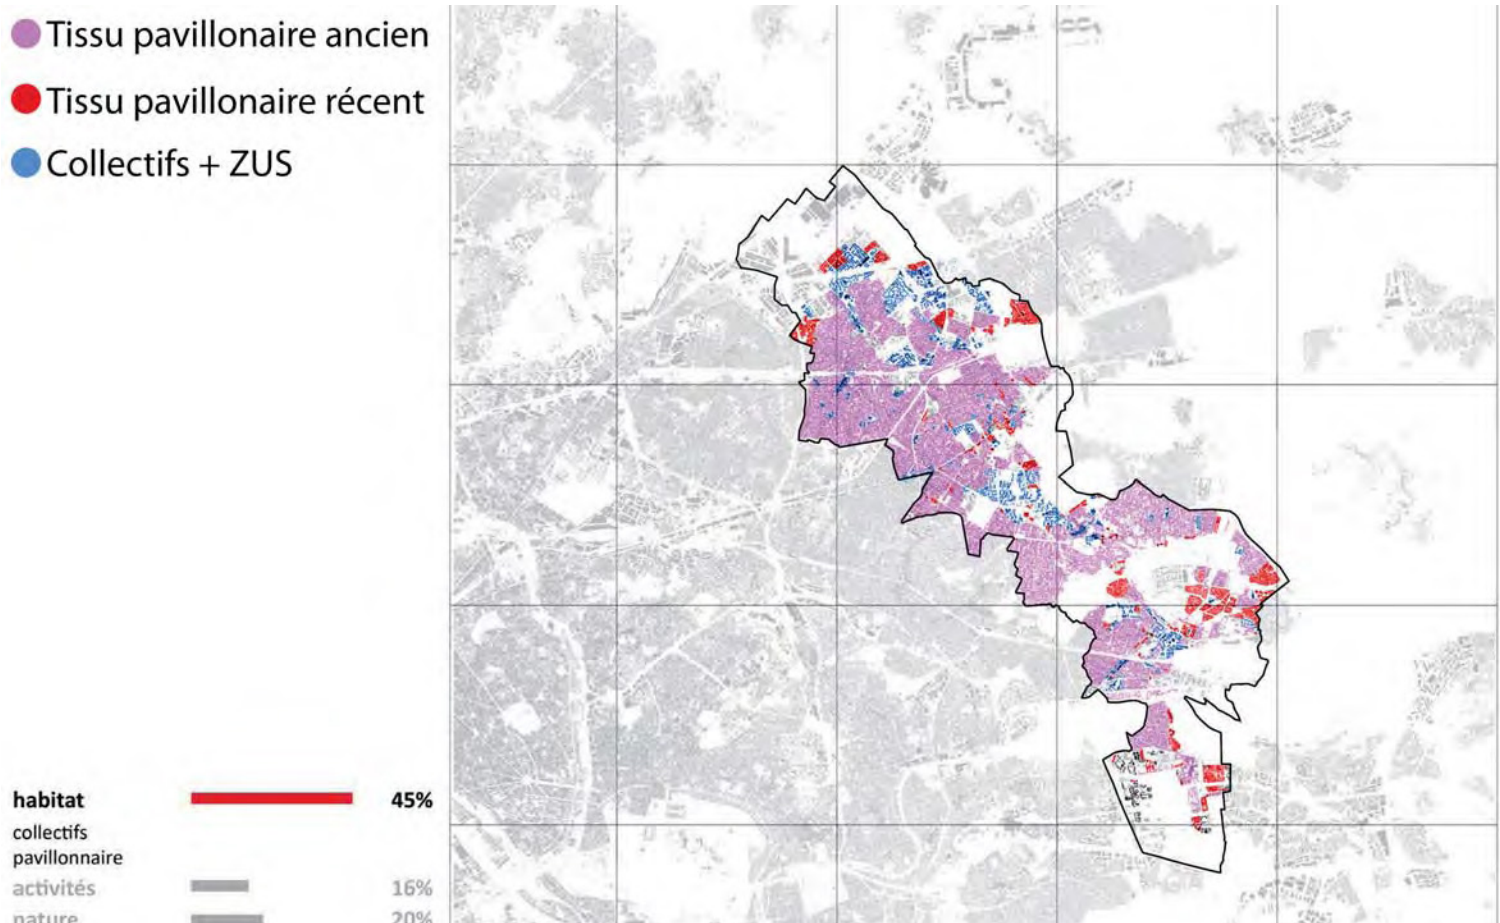 Tissu pavillonaire ancien
Tissu pavillonaire récent
Collectifs + ZUS
habitat 45%
collectifs
pavillonnaire
activités 16%
nature 20%